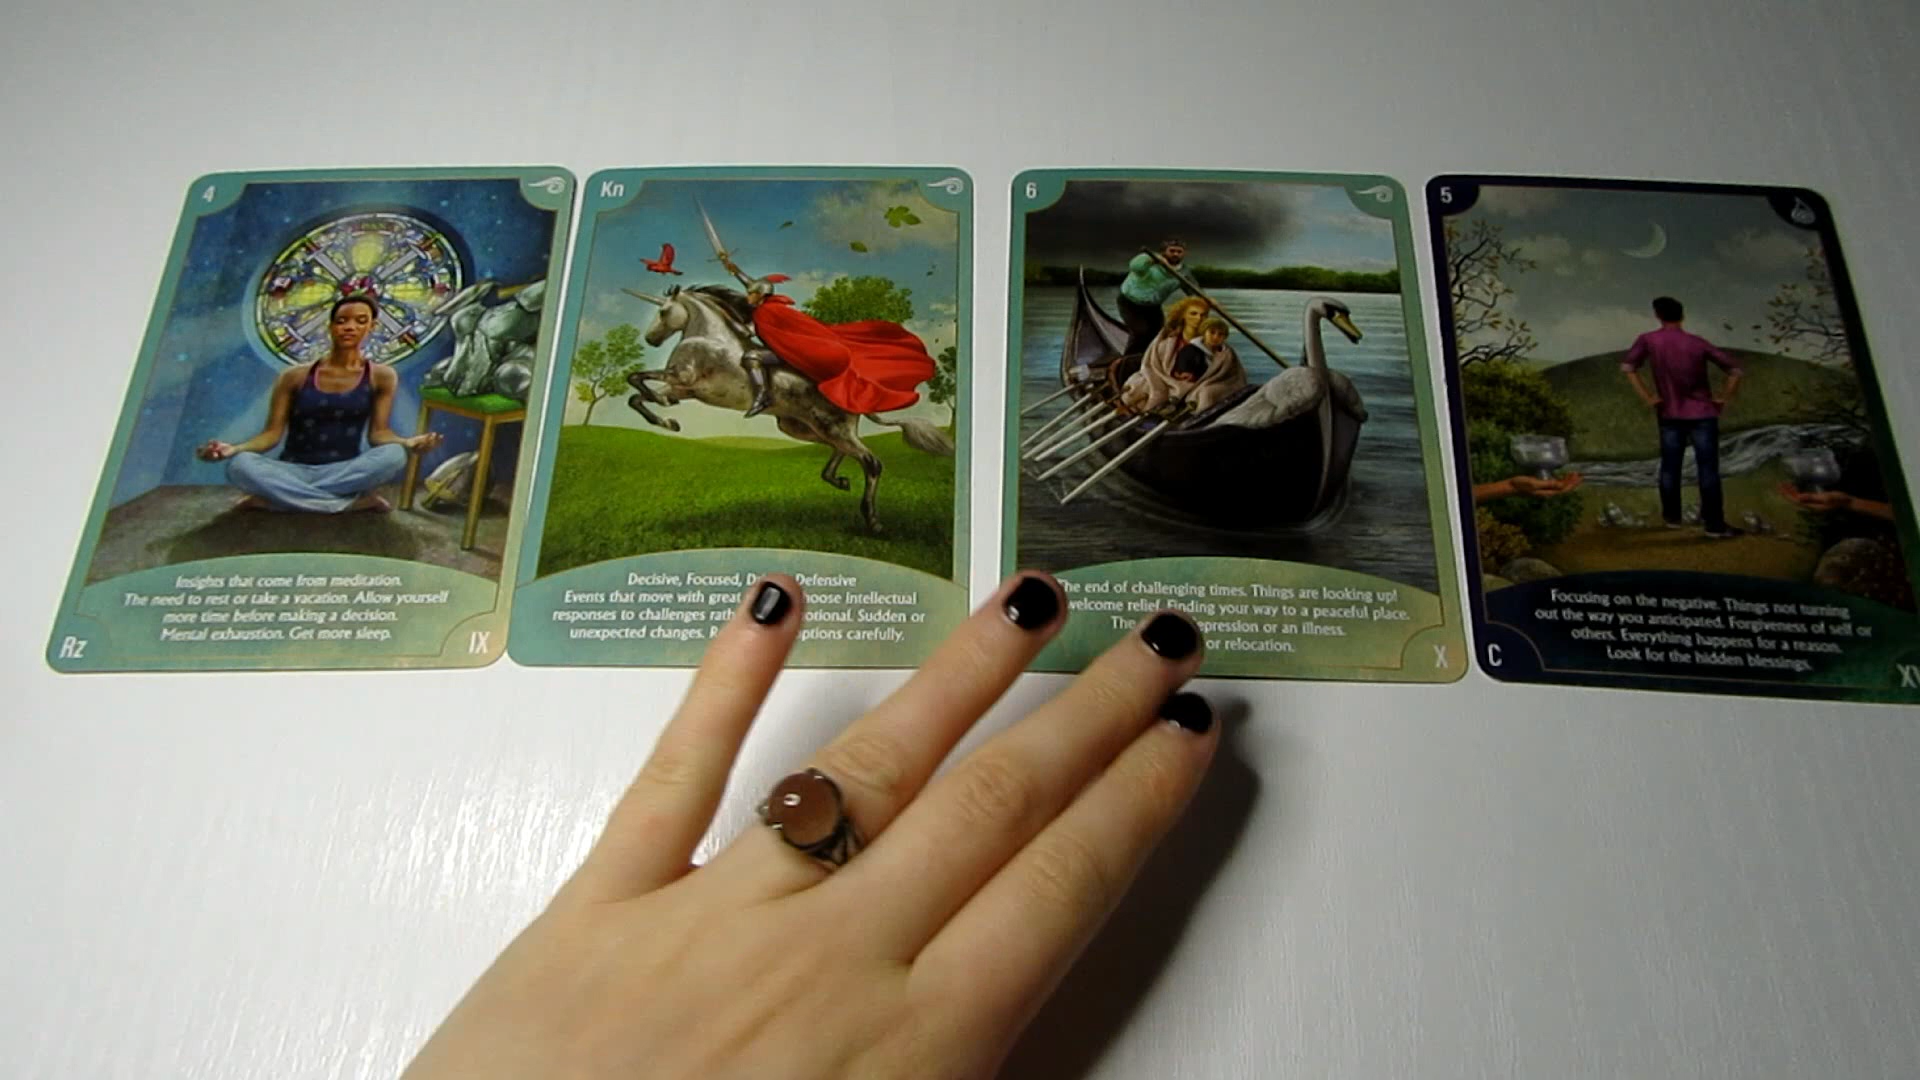 4
Insights that come from meditation.
The need to rest or take a vacation. Allow yourself
more time before making a decision.
Mental exhaustion. Get more sleep.
Rz
IX
Kn
Decisive, Focused, Defensive
Events that move with great hoose Intellectual
responses to challenges rath otional. Sudden or
unexpected changes. R ptions carefully.
6
The end of challenging times. Things are looking up!
welcome relief. Finding your way to a peaceful place.
The epression or an illness.
or relocation.
X
5
Focusing on the negative. Things not turning
out the way you anticipated. Forgiveness of self or
others. Everything happens for a reason.
Look for the hidden blessings.
C
XV